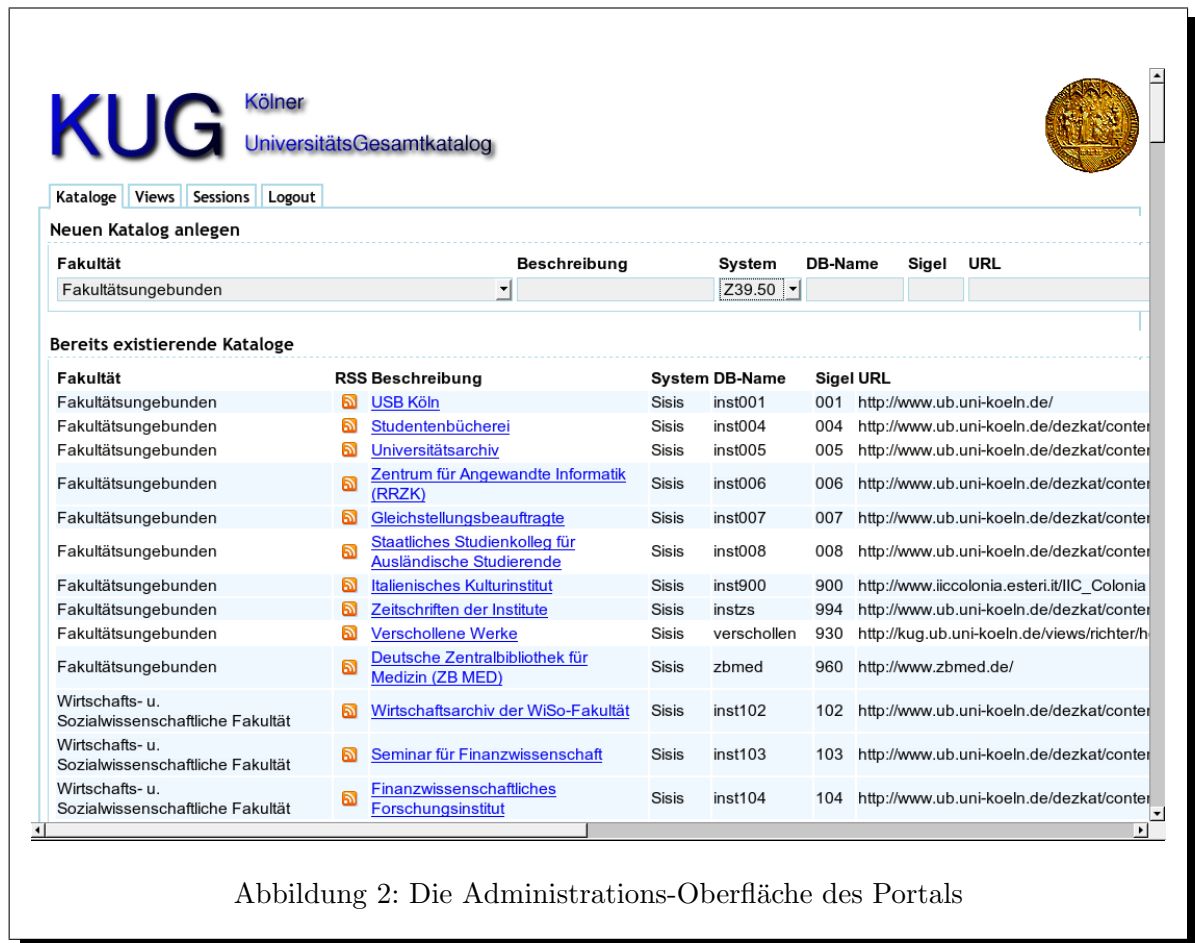 KUG Kölner
UniversitätsGesamtkatalog
Kataloge Views Sessions Logout
Neuen Katalog anlegen
Fakultät Beschreibung System DB-Name Sigel URL
Fakultätsungebunden Z39.50
Bereits existierende Kataloge
Fakultät RSS Beschreibung System DB-Name Sigel URL
Fakultätsungebunden USB Köln Sisis inst001 001 http://www.ub.uni-koeln.de/
Fakultätsungebunden Studentenbücherei Sisis inst004 004 http://www.ub.uni-koeln.de/dezkat/conter
Fakultätsungebunden Universitätsarchiv Sisis inst005 005 http://www.ub.uni-koeln.de/dezkat/conter
Fakultätsungebunden Zentrum für Angewandte Informatik
(RRZK) Sisis inst006 006 http://www.ub.uni-koeln.de/dezkat/conter
Fakultätsungebunden Gleichstellungsbeauftragte Sisis inst007 007 http://www.ub.uni-koeln.de/dezkat/conter
Fakultätsungebunden Staatliches Studienkolleg für
Ausländische Studierende Sisis inst008 008 http://www.ub.uni-koeln.de/dezkat/conter
Fakultätsungebunden Italienisches Kulturinstitut Sisis inst900 900 http://www.iiccolonia.esteri.it/IIC_Colonia
Fakultätsungebunden Zeitschriften der Institute Sisis instzs 994 http://www.ub.uni-koeln.de/dezkat/conter
Fakultätsungebunden Verschollene Werke Sisis verschollen 930 http://kug.ub.uni-koeln.de/views/richter/h
Fakultätsungebunden Deutsche Zentralbibliothek für
Medizin (ZB MED) Sisis zbmed 960 http://www.zbmed.de/
Wirtschafts- u.
Sozialwissenschaftliche Fakultät Wirtschaftsarchiv der WiSo-Fakultät Sisis inst102 102 http://www.ub.uni-koeln.de/dezkat/conter
Wirtschafts- u.
Sozialwissenschaftliche Fakultät Seminar für Finanzwissenschaft Sisis inst103 103 http://www.ub.uni-koeln.de/dezkat/conter
Wirtschafts- u. Finanzwissenschaftliches
Sozialwissenschaftliche Fakultät Forschungsinstitut Sisis inst104 104 http://www.ub.uni-koeln.de/dezkat/conter
Abbildung 2: Die Administrations-Oberfläche des Portals